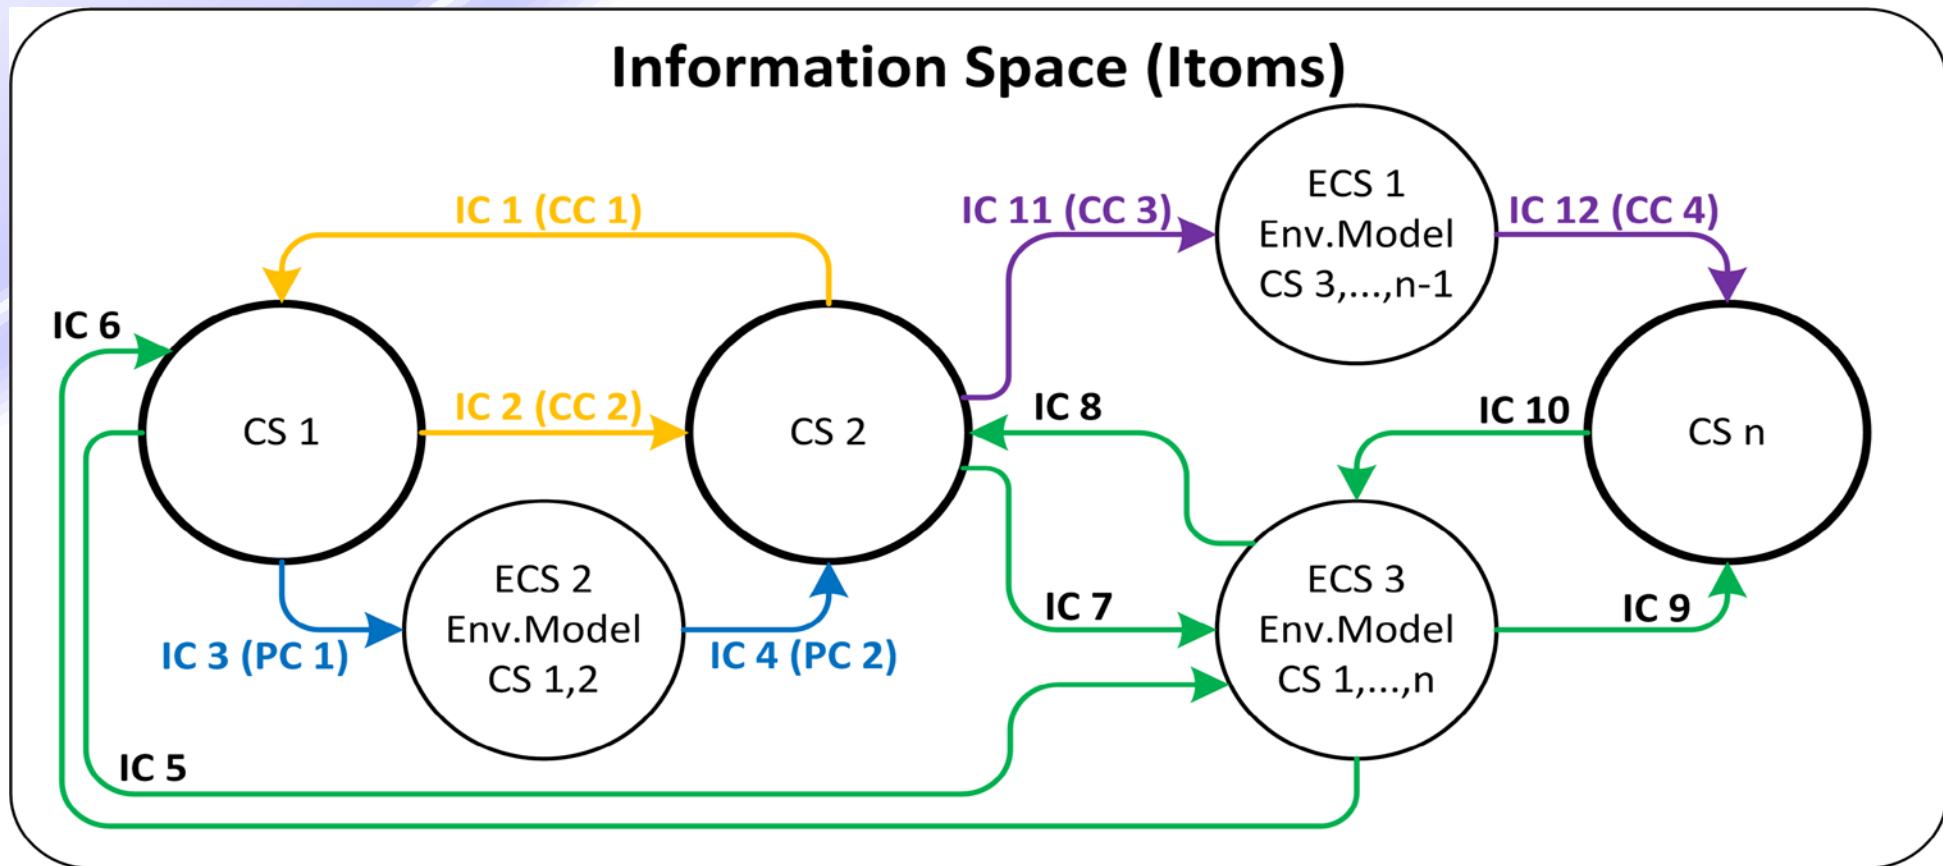 Information Space (Itoms)
IC 1 (CC 1)
IC 11 (CC 3)
ECS 1
Env.Model
CS 3,...,n-1
IC 12 (CC 4)
IC 6
CS 1
IC 2 (CC 2)
CS 2
IC 8
IC 10
CS n
IC 3 (PC 1)
ECS 2
Env.Model
CS 1,2
IC 4 (PC 2)
IC 7
ECS 3
Env.Model
CS 1,...,n
IC 9
IC 5